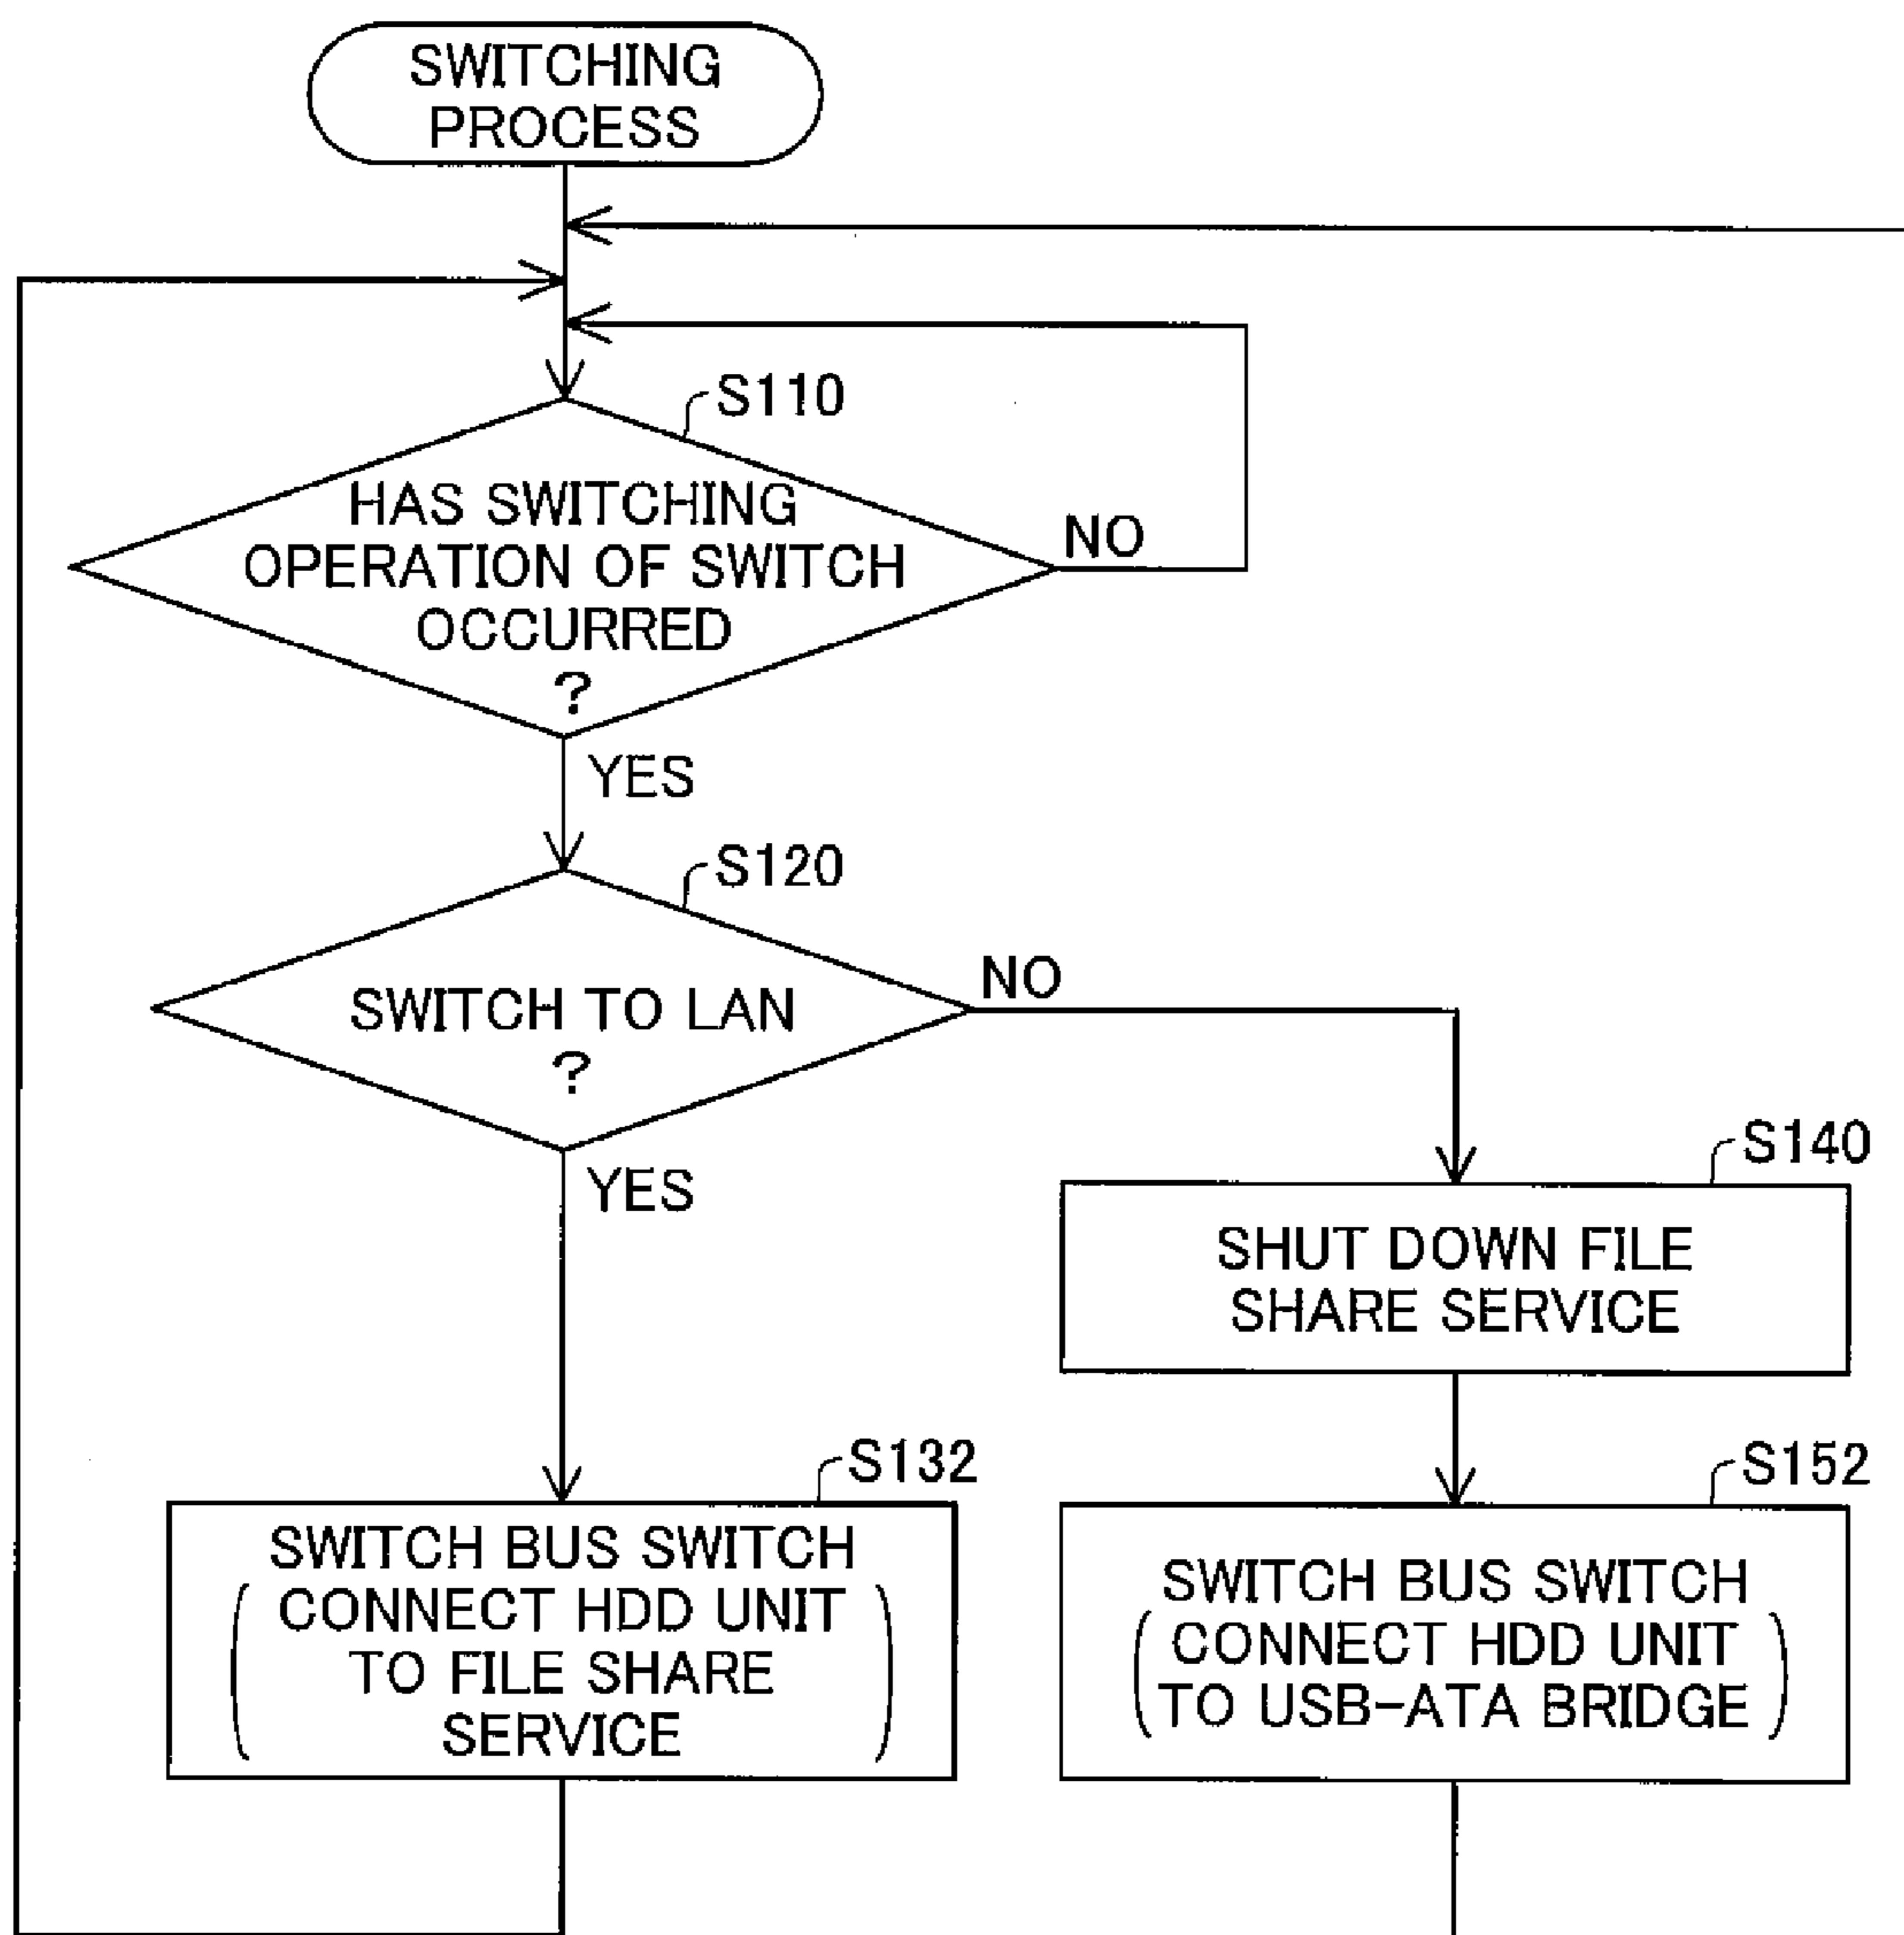 SWITCHING
PROCESS
S110
HAS SWITCHING
OPERATION OF SWITCH
OCCURRED
?
NO
YES
S120
SWITCH TO LAN
?
NO
YES
S140
SHUT DOWN FILE
SHARE SERVICE
S132
SWITCH BUS SWITCH
(CONNECT HDD UNIT
TO FILE SHARE
SERVICE)
S152
SWITCH BUS SWITCH
(CONNECT HDD UNIT
TO USB-ATA BRIDGE)